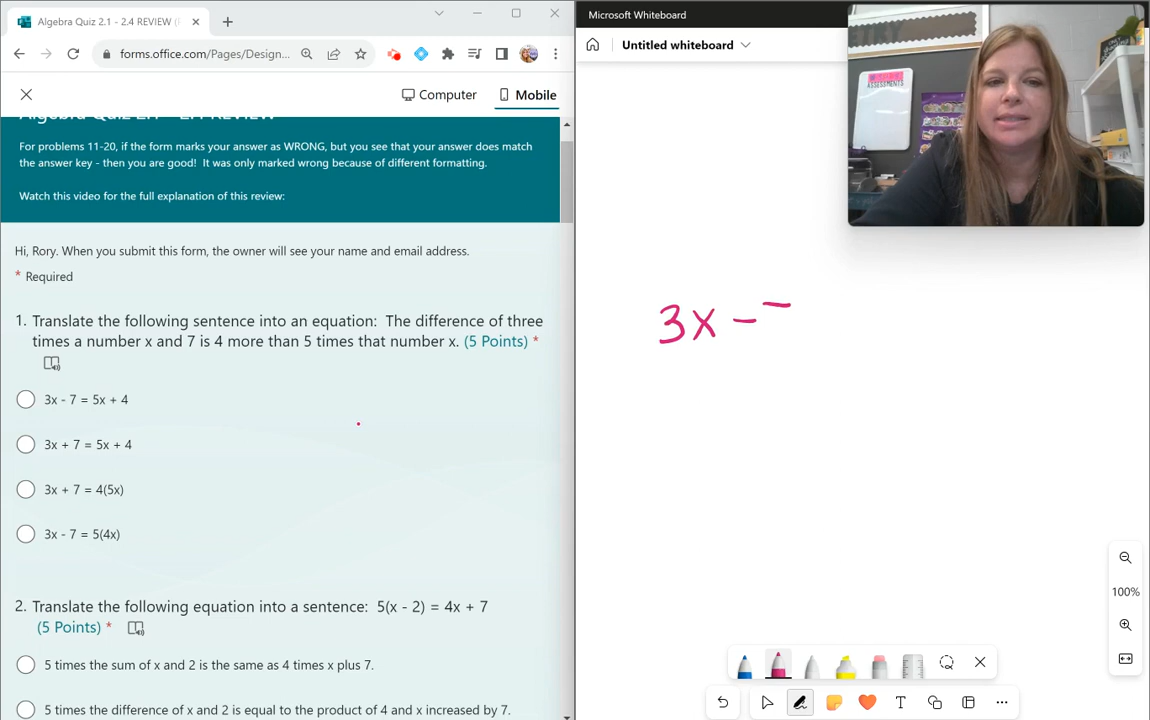 Algebra Quiz 2.1 - 2.4 REVIEW (
Microsoft Whiteboard
forms.office.com/Pages/Design...
Untitled whiteboard
Computer
Mobile
Algebra Quiz 2.1 - 2.4 REVIEW
For problems 11-20, if the form marks your answer as WRONG, but you see that your answer does match
the answer key - then you are good! It was only marked wrong because of different formatting.
Watch this video for the full explanation of this review:
Hi, Rory. When you submit this form, the owner will see your name and email address.
* Required
1. Translate the following sentence into an equation: The difference of three
times a number x and 7 is 4 more than 5 times that number x. (5 Points) *
3x - 7 = 5x + 4
3x + 7 = 5x + 4
3x + 7 = 4(5x)
3x - 7 = 5(4x)
2. Translate the following equation into a sentence: 5(x - 2) = 4x + 7
(5 Points) *
5 times the sum of x and 2 is the same as 4 times x plus 7.
5 times the difference of x and 2 is equal to the product of 4 and x increased by 7.
ASSESSMENTS
3x -
100%